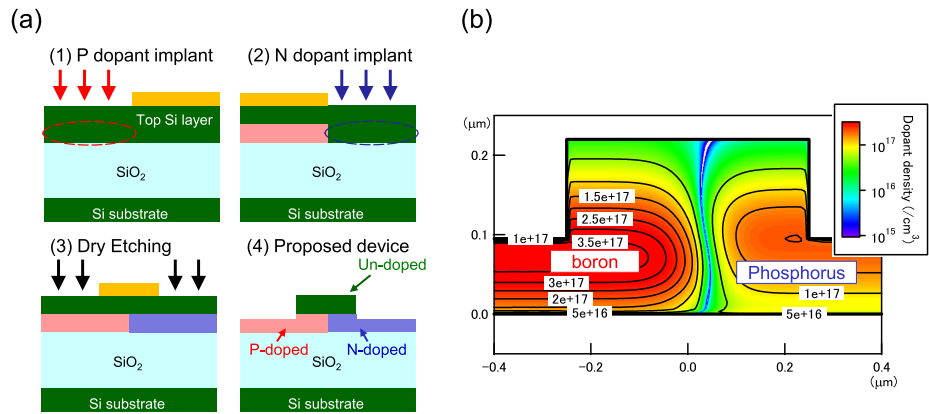 (a)
(1) P dopant implant
(2) N dopant implant
Top Si layer
SiO2
SiO2
Si substrate
Si substrate
(3) Dry Etching
(4) Proposed device
Un-doped
P-doped
N-doped
SiO2
SiO2
Si substrate
Si substrate
(b)
(μm)
0.2
0.1
0.0
1.5e+17
2.5e+17
3.5e+17
1e+17
boron
3e+17
2e+17
5e+16
Phosphorus
1e+17
5e+16
−0.4
−0.2
0.0
0.2
0.4
(μm)
10^17
10^16
10^15
Dopant density (/cm3)